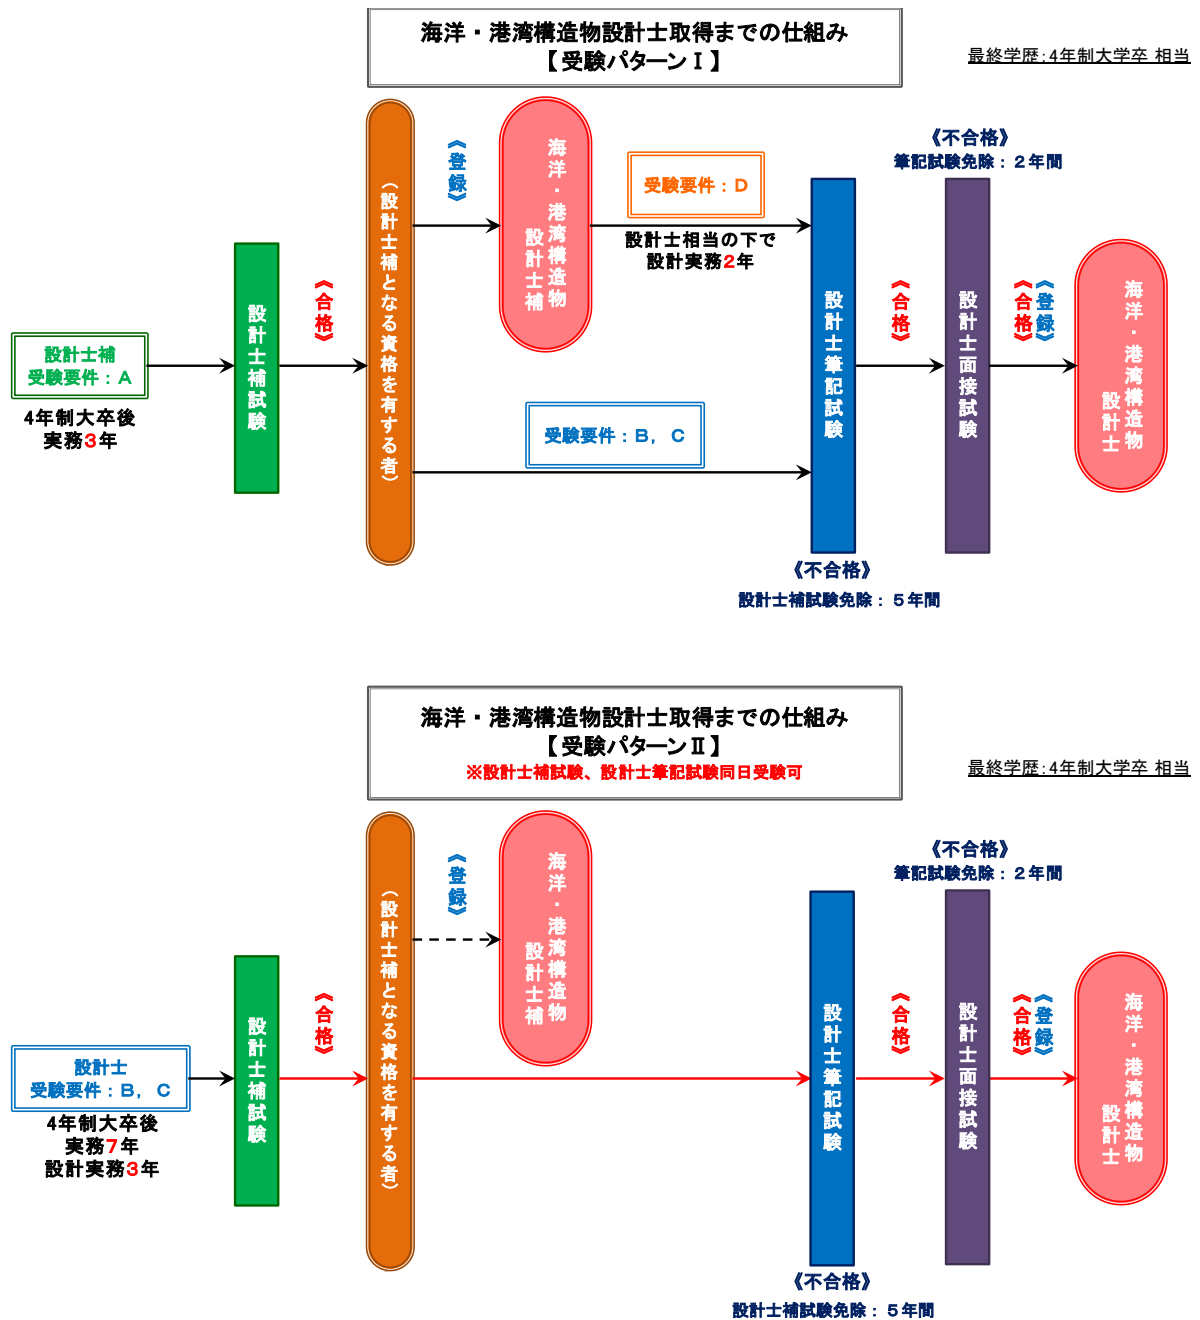 海洋・港湾構造物設計士取得までの仕組み
【受験パターンⅠ】
最終学歴：4年制大学卒 相当
設計士補
受験要件：A
4年制大卒後
実務3年
設計士補試験
《合格》
（設計士補となる資格を有する者）
《登録》
海洋・港湾構造物
設計士補
受験要件：D
設計士相当の下で
設計実務2年
受験要件：B，C
設計士筆記試験
《不合格》
設計士補試験免除：５年間
《合格》
《不合格》
筆記試験免除：２年間
設計士面接試験
《合格》
《登録》
海洋・港湾構造物
設計士
海洋・港湾構造物設計士取得までの仕組み
【受験パターンⅡ】
※設計士補試験、設計士筆記試験同日受験可
最終学歴：4年制大学卒 相当
設計士
受験要件：B，C
4年制大卒後
実務7年
設計実務3年
設計士補試験
《合格》
（設計士補となる資格を有する者）
《登録》
海洋・港湾構造物
設計士補
設計士筆記試験
《不合格》
設計士補試験免除：５年間
《合格》
《不合格》
筆記試験免除：２年間
設計士面接試験
《合格》
《登録》
海洋・港湾構造物
設計士